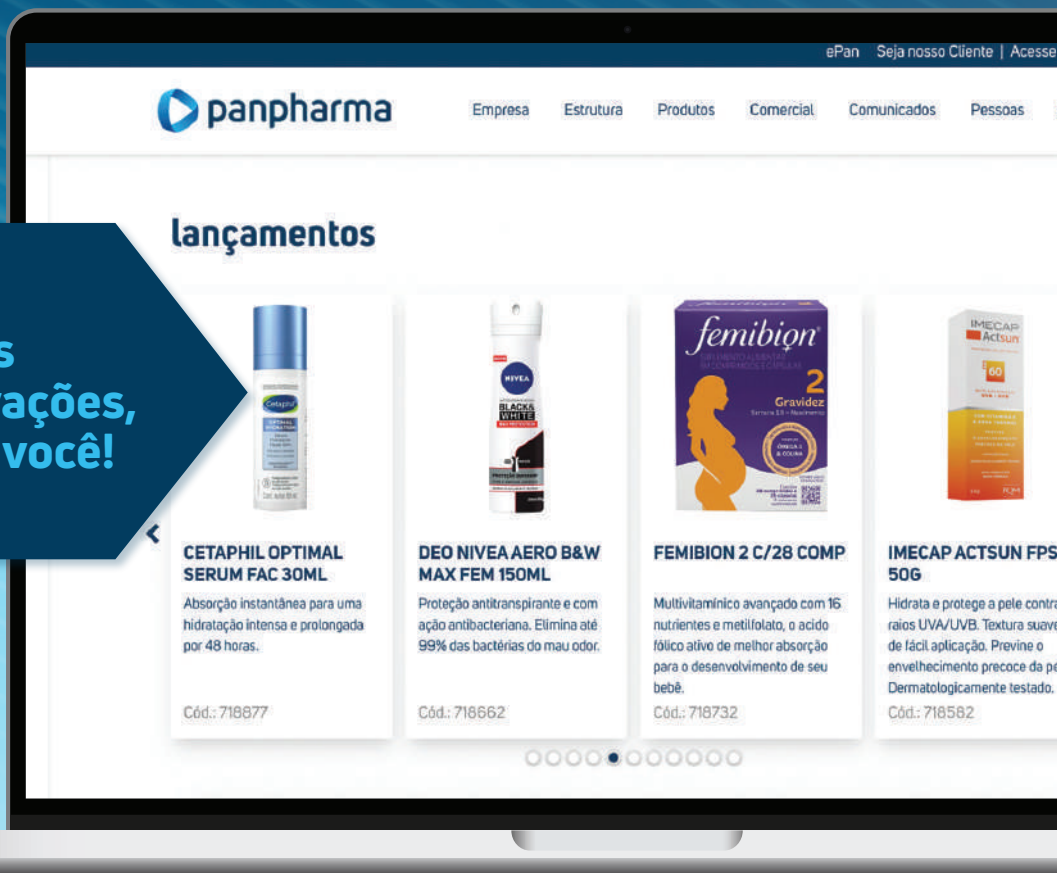 ePan Seja nosso Cliente | Acesse
panpharma
Empresa Estrutura Produtos Comercial Comunicados Pessoas
lançamentos
você!
Cetaphil
NIVEA
BLACK&
WHITE
femibion
2
Gravidez
ÔMEGA 3
& COLINA
IMECAP
Actsun
60
CETAPHIL OPTIMAL
SERUM FAC 30ML
Absorção instantânea para uma
hidratação intensa e prolongada
por 48 horas.
Cód.: 718877
DEO NIVEA AERO B&W
MAX FEM 150ML
Proteção antitranspirante e com
ação antibacteriana. Elimina até
99% das bactérias do mau odor.
Cód.: 718662
FEMIBION 2 C/28 COMP
Multivitamínico avançado com 16
nutrientes e metilfolato, o acido
fólico ativo de melhor absorção
para o desenvolvimento de seu
bebê.
Cód.: 718732
IMECAP ACTSUN FPS
50G
Hidrata e protege a pele contra
raios UVA/UVB. Textura suave
de fácil aplicação. Previne o
envelhecimento precoce da pe
Dermatologicamente testado.
Cód.: 718582